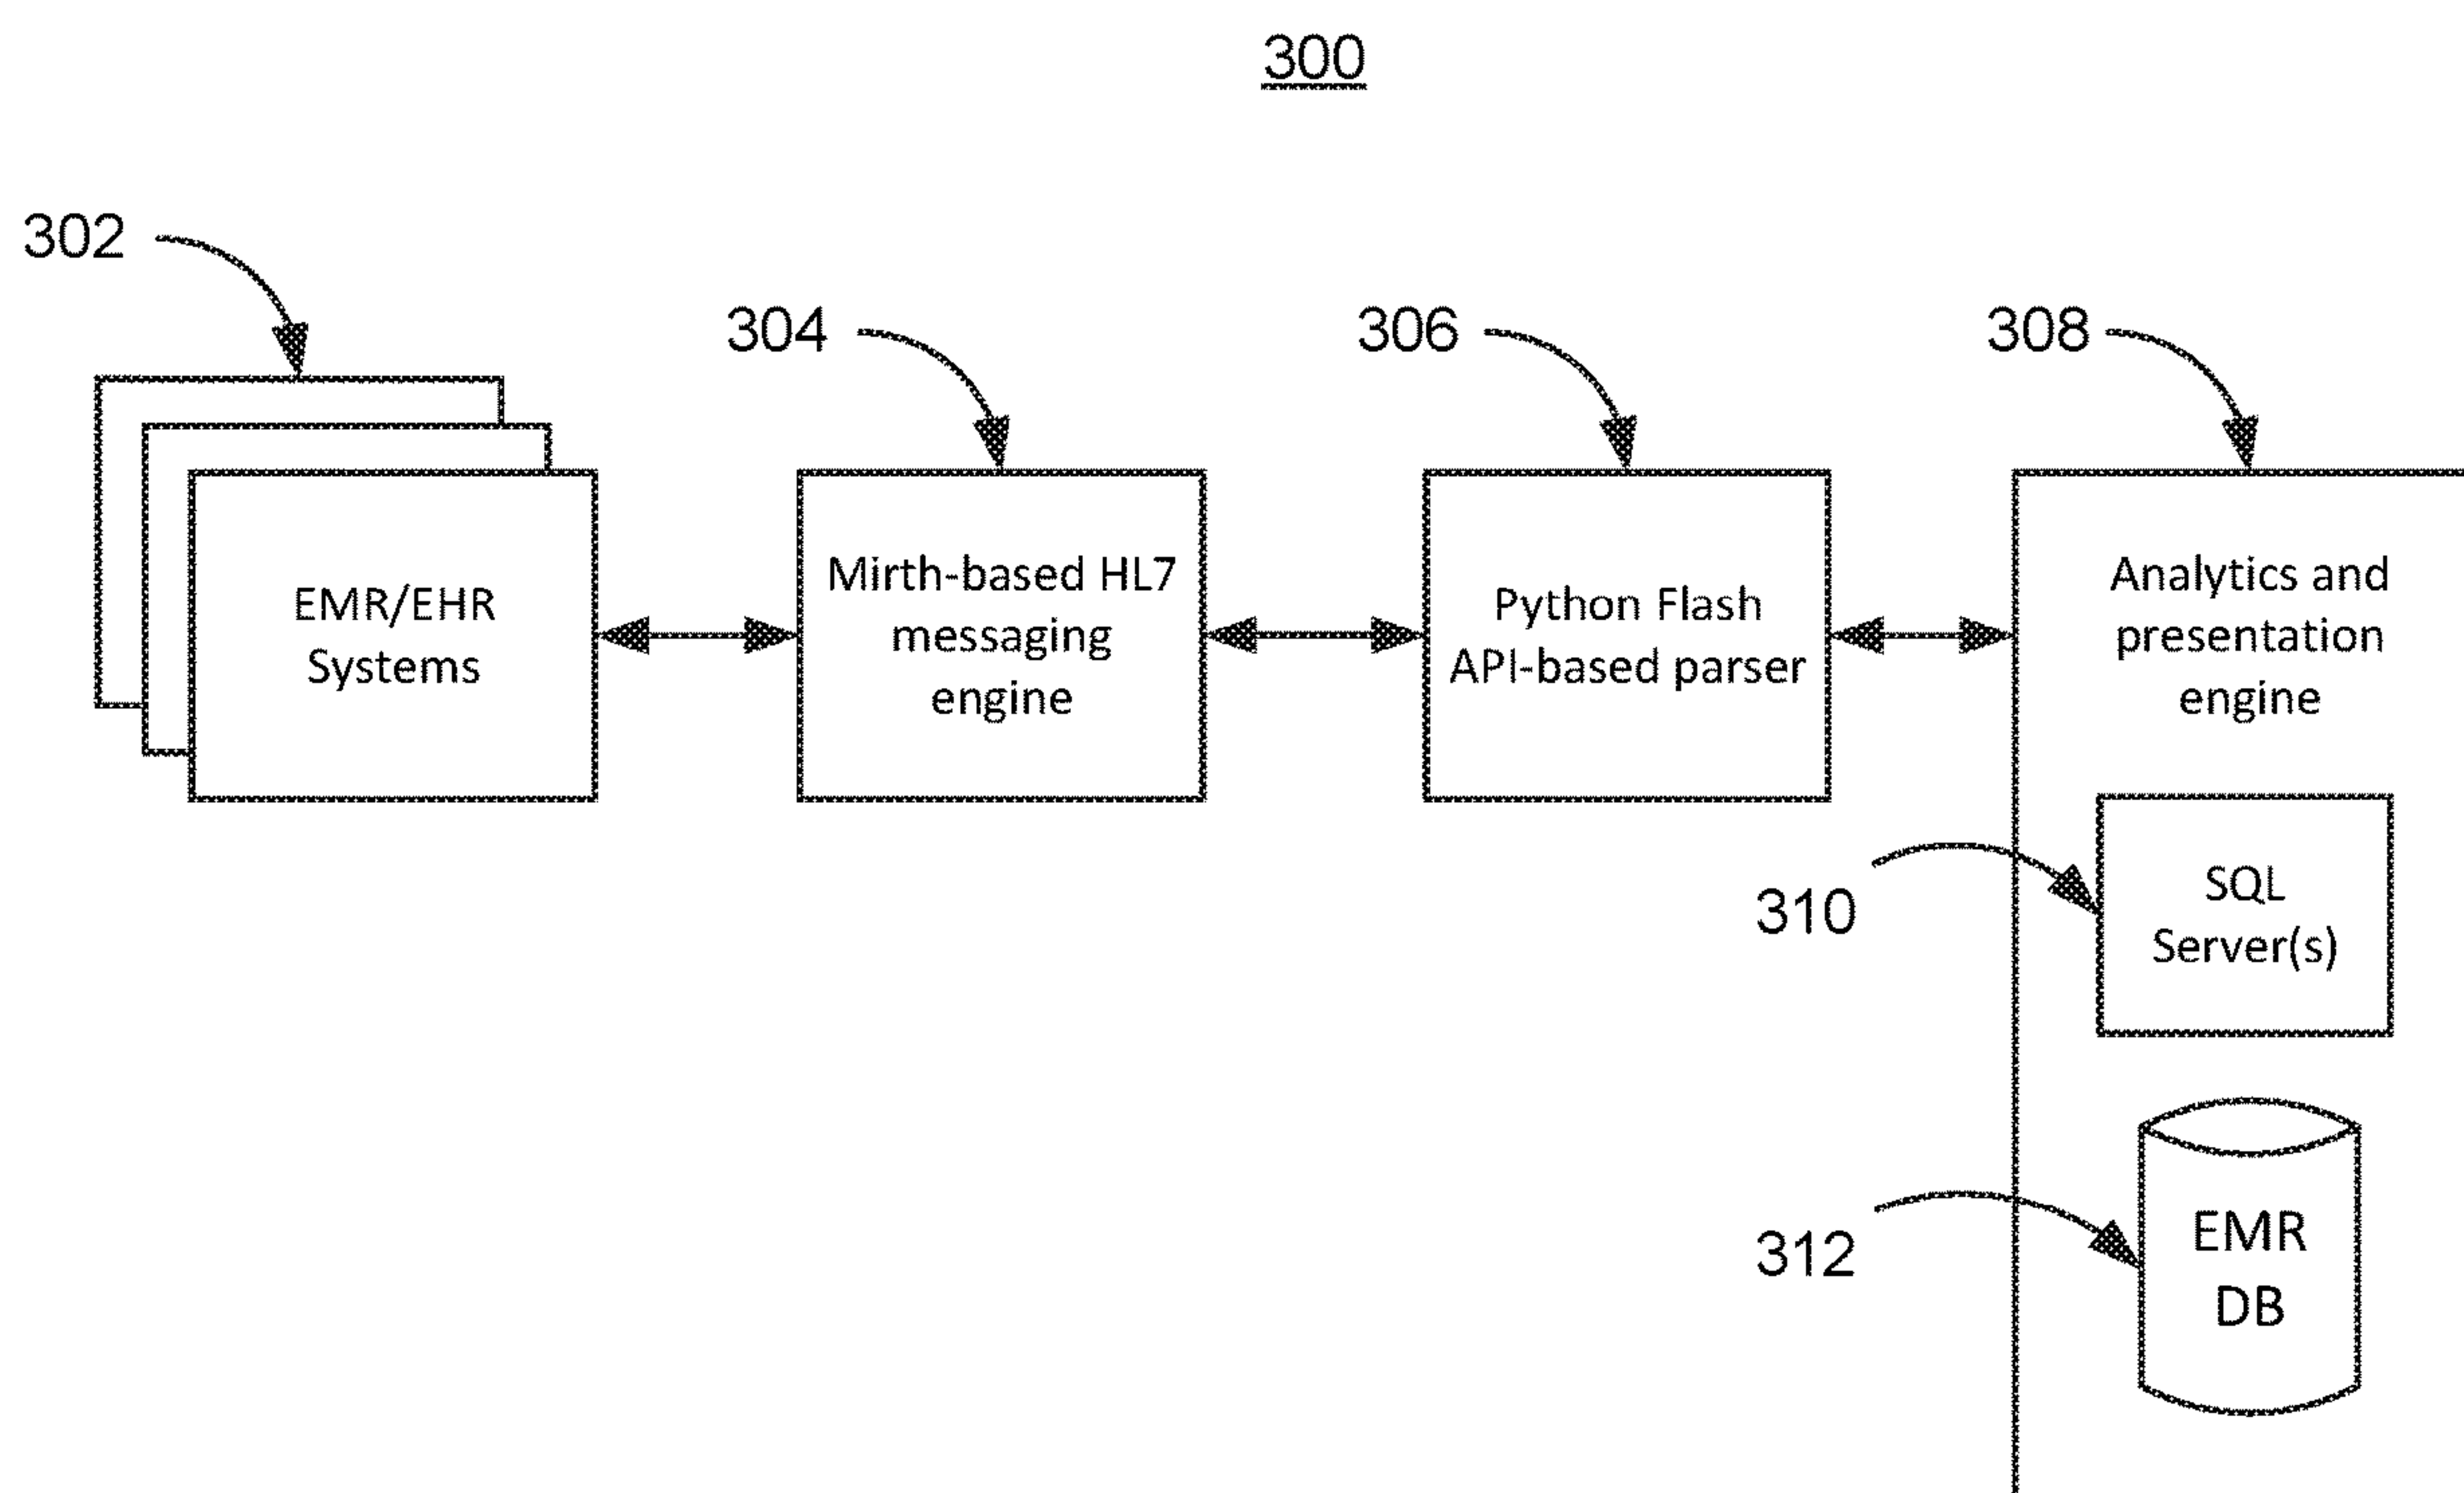 300
302
304
306
308
EMR/EHR
Systems
Mirth-based HL7
messaging
engine
Python Flash
API-based parser
Analytics and
presentation
engine
310
SQL
Server(s)
312
EMR
DB